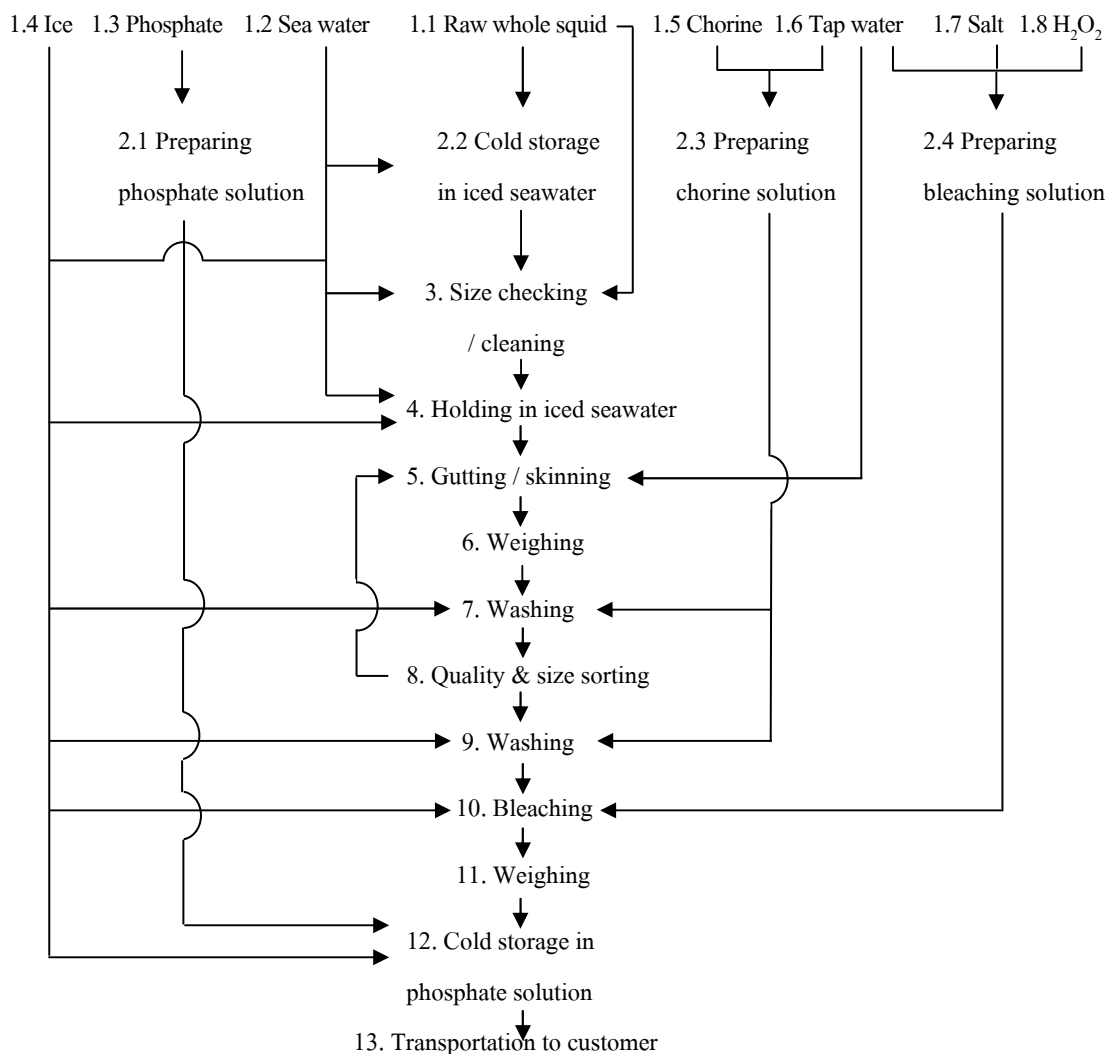 1.4 Ice 1.3 Phosphate 1.2 Sea water 1.1 Raw whole squid 1.5 Chorine 1.6 Tap water 1.7 Salt 1.8 H₂O₂
2.1 Preparing
phosphate solution
2.2 Cold storage
in iced seawater
2.3 Preparing
chorine solution
2.4 Preparing
bleaching solution
3. Size checking
/ cleaning
4. Holding in iced seawater
5. Gutting / skinning
6. Weighing
7. Washing
8. Quality & size sorting
9. Washing
10. Bleaching
11. Weighing
12. Cold storage in
phosphate solution
13. Transportation to customer